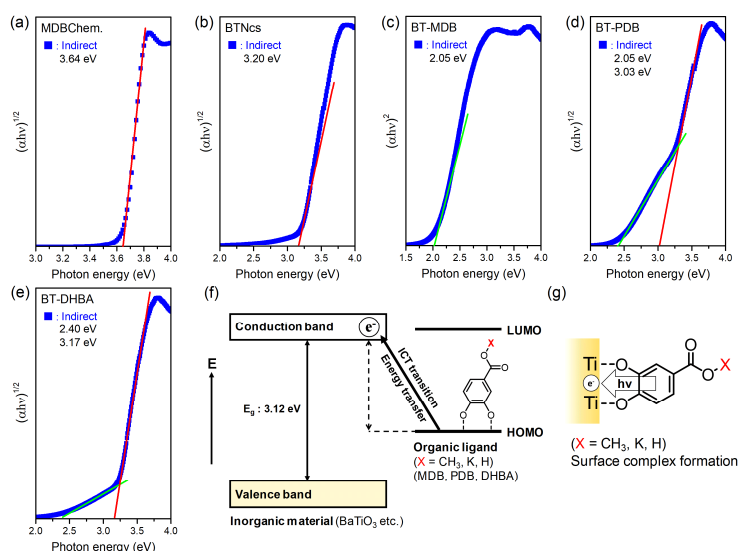 (a)
MDBChem.
■ : Indirect
3.64 eV
(αhν)1/2
3.0 3.2 3.4 3.6 3.8 4.0
Photon energy (eV)
(b)
BTNcs
■ : Indirect
3.20 eV
(αhν)1/2
2.0 2.5 3.0 3.5 4.0
Photon energy (eV)
(c)
BT-MDB
■ : Indirect
2.05 eV
(αhν)2
1.5 2.0 2.5 3.0 3.5 4.0
Photon energy (eV)
(d)
BT-PDB
■ : Indirect
2.05 eV
3.03 eV
(αhν)1/2
2.0 2.5 3.0 3.5 4.0
Photon energy (eV)
(e)
BT-DHBA
■ : Indirect
2.40 eV
3.17 eV
(αhν)1/2
2.0 2.5 3.0 3.5 4.0
Photon energy (eV)
(f)
E
Conduction band
e-
Eg : 3.12 eV
Valence band
Inorganic material (BaTiO3 etc.)
ICT transition
Energy transfer
LUMO
X
O
O
O
O
HOMO
Organic ligand
(X = CH3, K, H)
(MDB, PDB, DHBA)
(g)
Ti
O
O
X
e-
hν
O
Ti
O
(X = CH3, K, H)
Surface complex formation